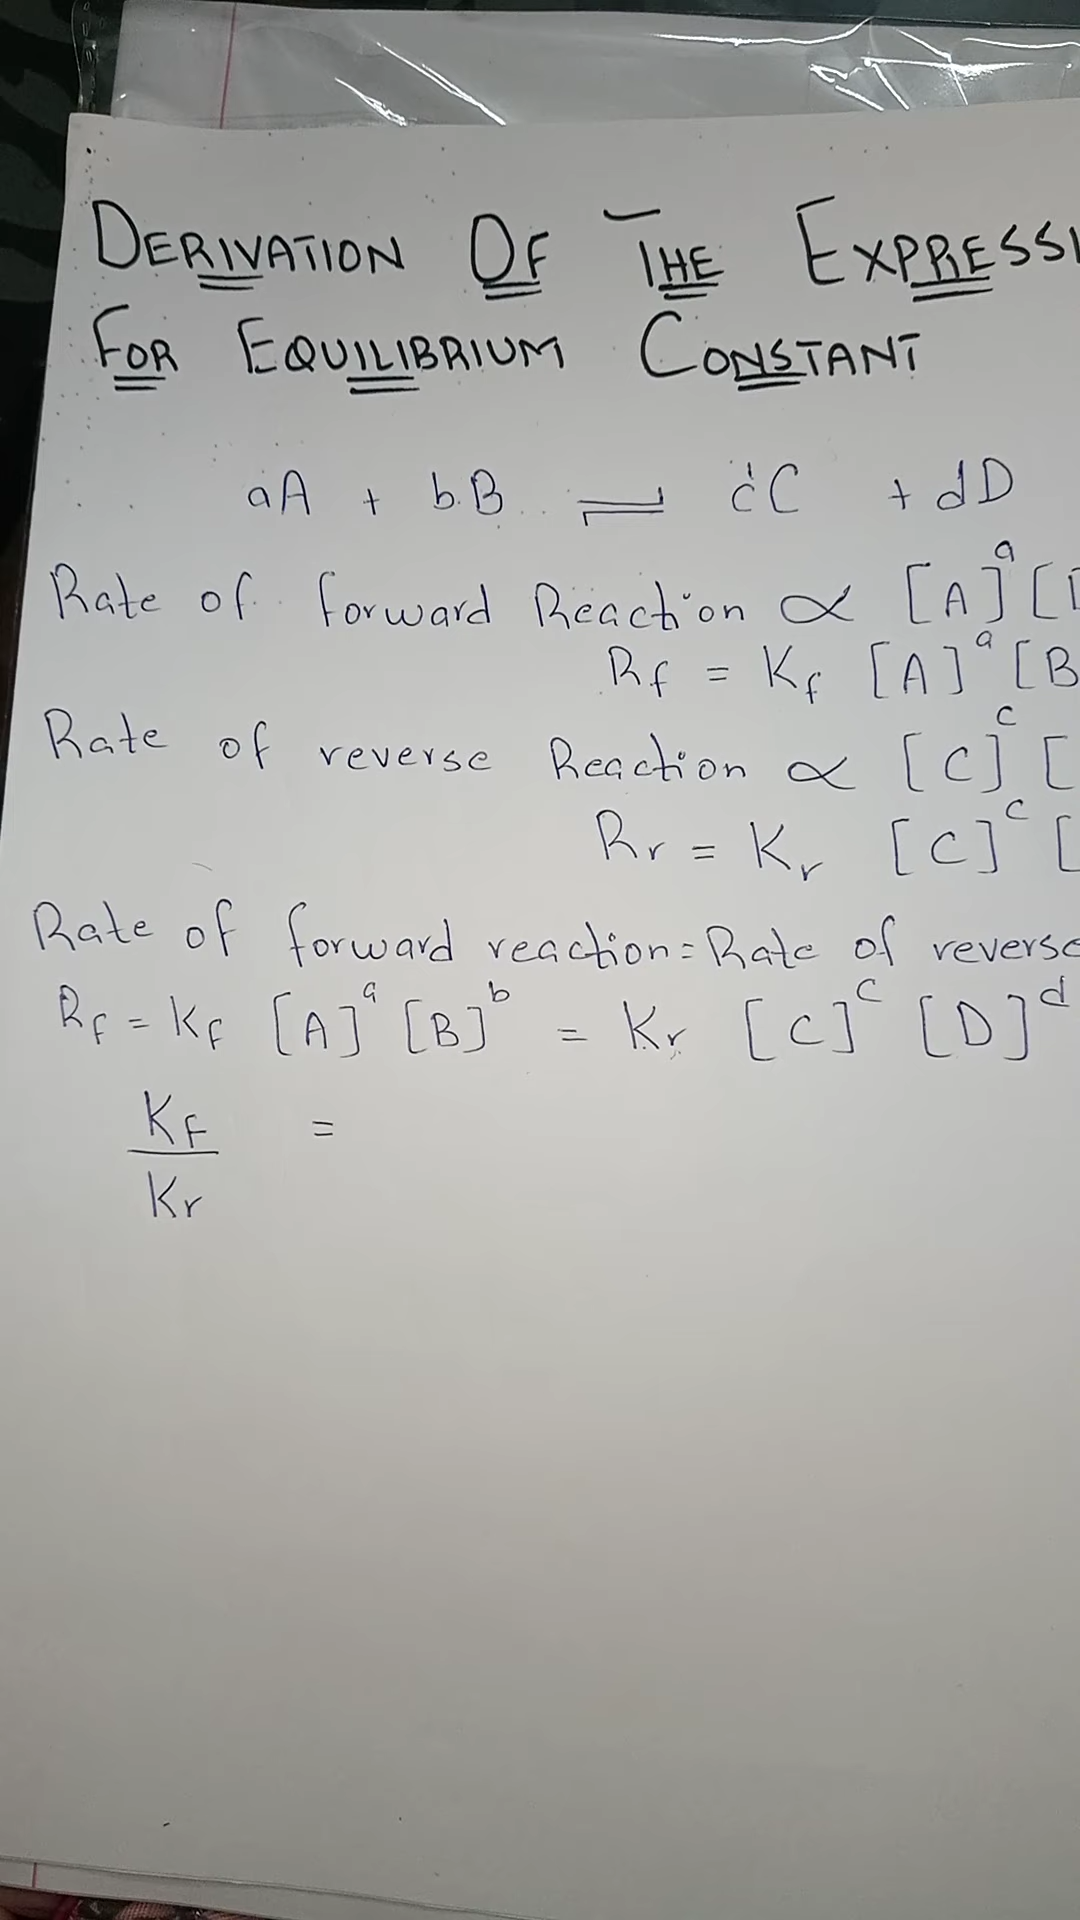 DERIVATION OF THE EXPRESSI
FOR EQUILIBRIUM CONSTANT
aA + bB ⇌ cC + dD
Rate of forward Reaction ∝ [A]^a [
Rf = Kf [A]^a [B
Rate of reverse Reaction ∝ [C]^c [
Rr = Kr [C]^c [
Rate of forward reaction = Rate of reverse
Rf = Kf [A]^a [B]^b = Kr [C]^c [D]^d
KF =
Kr